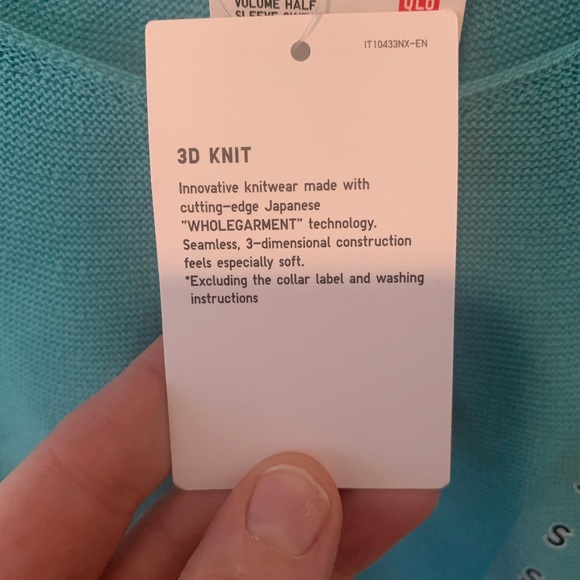 VOLUME HALF
QLO
IT10433NX-EN
3D KNIT
Innovative knitwear made with
cutting-edge Japanese
"WHOLEGARMENT" technology.
Seamless, 3-dimensional construction
feels especially soft.
*Excluding the collar label and washing
instructions
S
S